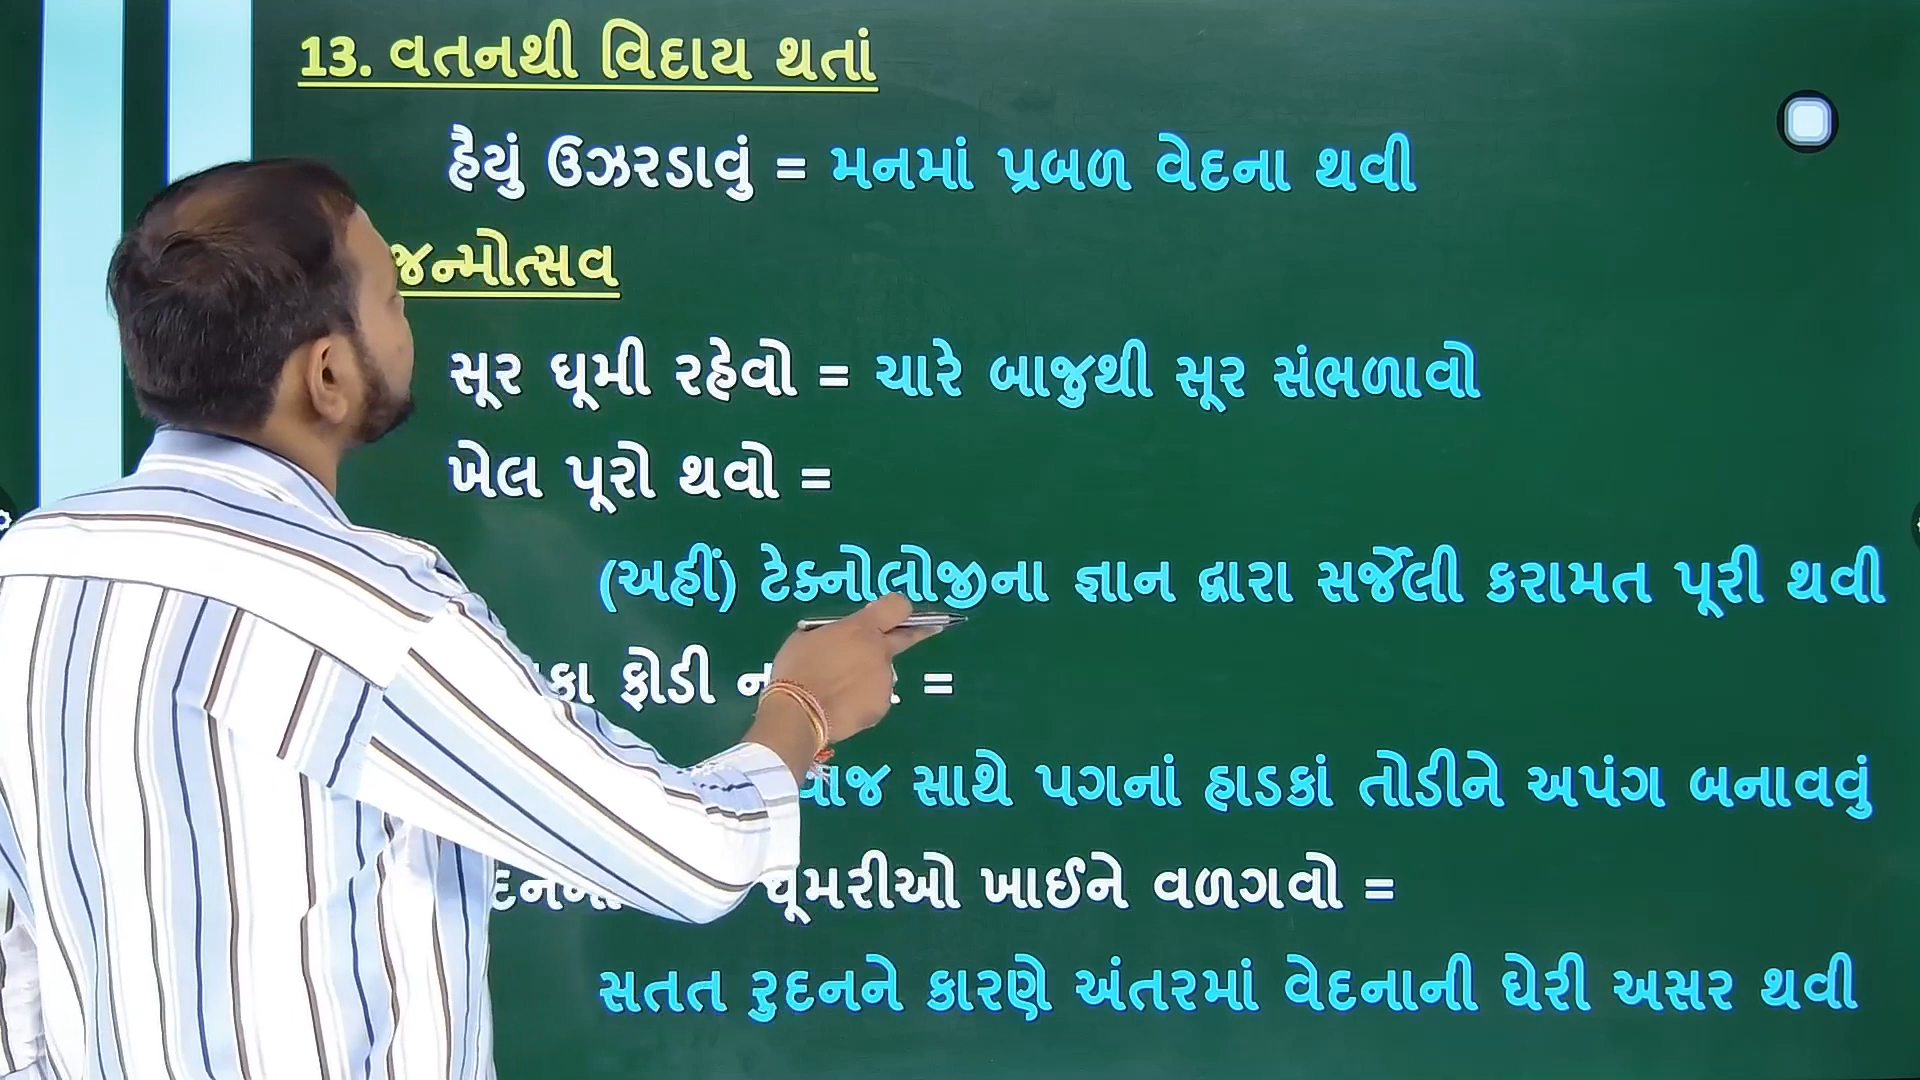 13. વતનથી વિદાય થતાં
હૈયું ઉઝરડાવું = મનમાં પ્રબળ વેદના થવી
જન્મોત્સવ
સૂર ઘૂમી રહેવો = ચારે બાજુથી સૂર સંભળાવો
ખેલ પૂરો થવો =
(અહીં) ટેક્નોલોજીના જ્ઞાન દ્વારા સર્જેલી કરામત પૂરી થવી
ફોડી =
સાથે પગનાં હાડકાં તોડીને અપંગ બનાવવું
ઘૂમરીઓ ખાઈને વળગવો =
સતત રુદનને કારણે અંતરમાં વેદનાની ઘેરી અસર થવી